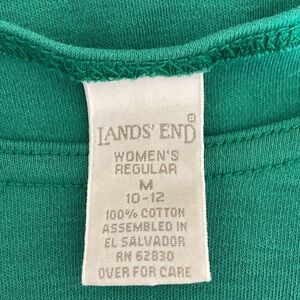 LANDS' END
WOMEN'S
REGULAR
M
10-12
100% COTTON
ASSEMBLED IN
EL SALVADOR
RN 62830
OVER FOR CARE